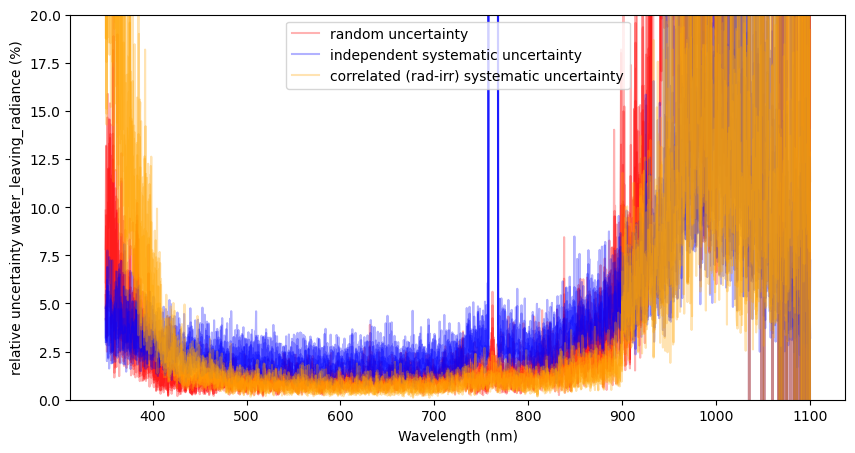 random uncertainty
independent systematic uncertainty
correlated (rad-irr) systematic uncertainty
relative uncertainty water_leaving_radiance (%)
20.0
17.5
15.0
12.5
10.0
7.5
5.0
2.5
0.0
400 500 600 700 800 900 1000 1100
Wavelength (nm)